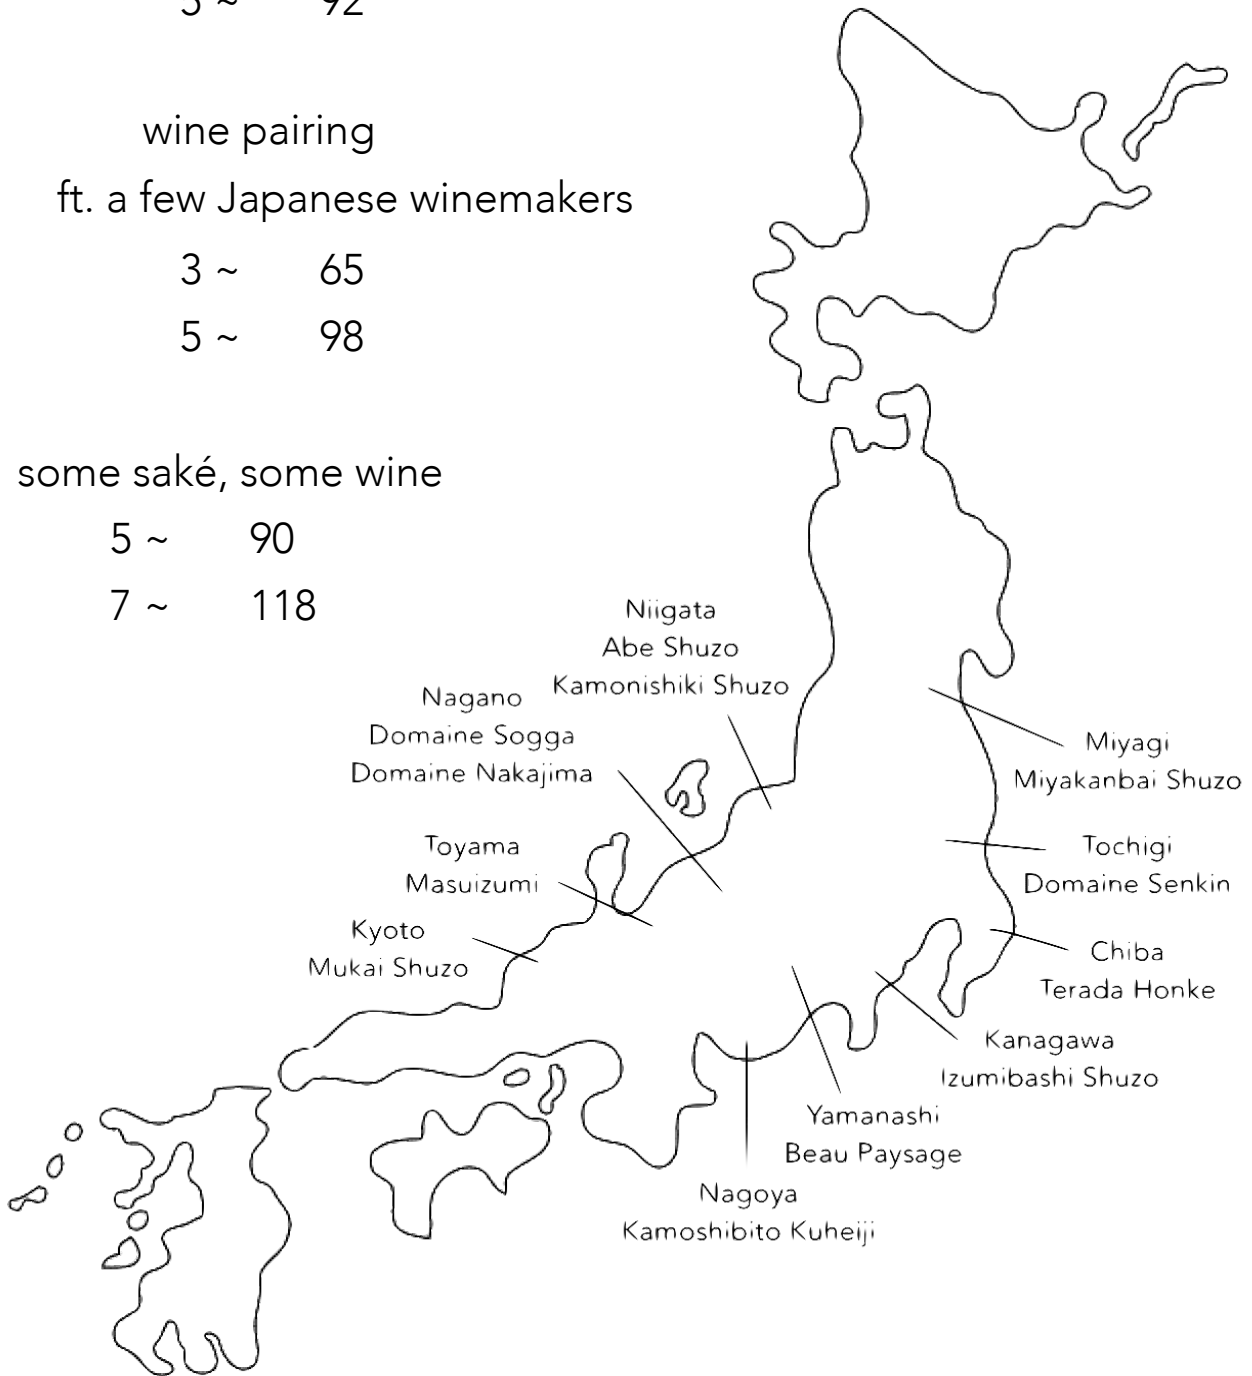 5 ~ 92
wine pairing
ft. a few Japanese winemakers
3 ~ 65
5 ~ 98
some saké, some wine
5 ~ 90
7 ~ 118
Niigata
Abe Shuzo
Kamonishiki Shuzo
Nagano
Domaine Sogga
Domaine Nakajima
Toyama
Masuizumi
Kyoto
Mukai Shuzo
Miyagi
Miyakanbai Shuzo
Tochigi
Domaine Senkin
Chiba
Terada Honke
Kanagawa
Izumibashi Shuzo
Yamanashi
Beau Paysage
Nagoya
Kamoshibito Kuheiji